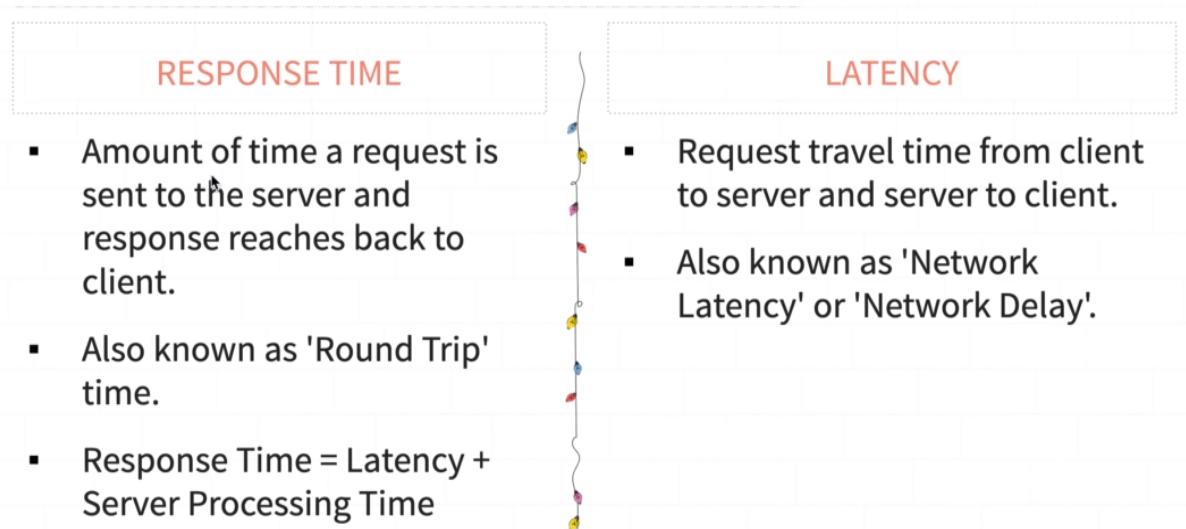 RESPONSE TIME
▪ Amount of time a request is
sent to the server and
response reaches back to
client.
▪ Also known as 'Round Trip'
time.
▪ Response Time = Latency +
Server Processing Time
LATENCY
▪ Request travel time from client
to server and server to client.
▪ Also known as 'Network
Latency' or 'Network Delay'.